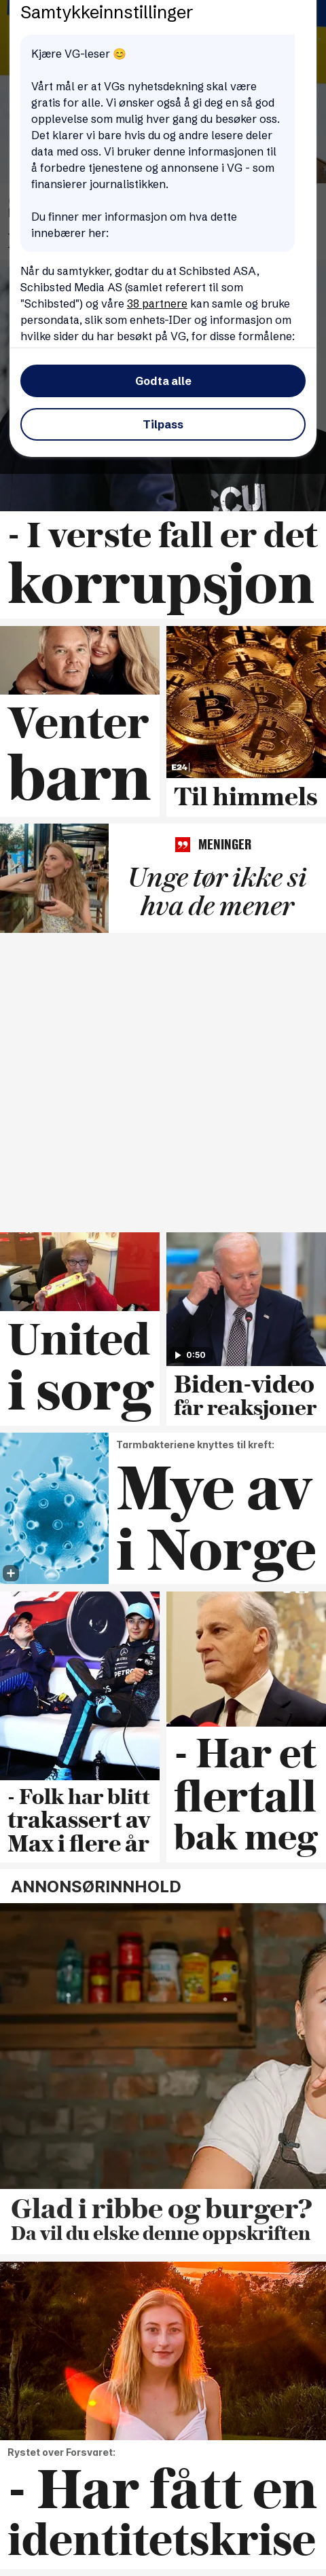 Samtykkeinnstillinger
Kjære VG-leser 😊
Vårt mål er at VGs nyhetsdekning skal være
gratis for alle. Vi ønsker også å gi deg en så god
opplevelse som mulig hver gang du besøker oss.
Det klarer vi bare hvis du og andre lesere deler
data med oss. Vi bruker denne informasjonen til
å forbedre tjenestene og annonsene i VG - som
finansierer journalistikken.
Du finner mer informasjon om hva dette
innebærer her:
Når du samtykker, godtar du at Schibsted ASA,
Schibsted Media AS (samlet referert til som
"Schibsted") og våre 38 partnere kan samle og bruke
persondata, slik som enhets-IDer og informasjon om
hvilke sider du har besøkt på VG, for disse formålene:
Godta alle
Tilpass
CCU
- I verste fall er det
korrupsjon
Venter
barn
E24
Til himmels
MENINGER
Unge tør ikke si
hva de mener
United
i sorg
0:50
Biden-video
får reaksjoner
Tarmbakteriene knyttes til kreft:
Mye av
i Norge
- Folk har blitt
trakassert av
Max i flere år
- Har et
flertall
bak meg
ANNONSØRINNHOLD
Glad i ribbe og burger?
Da vil du elske denne oppskriften
Rystet over Forsvaret:
- Har fått en
identitetskrise